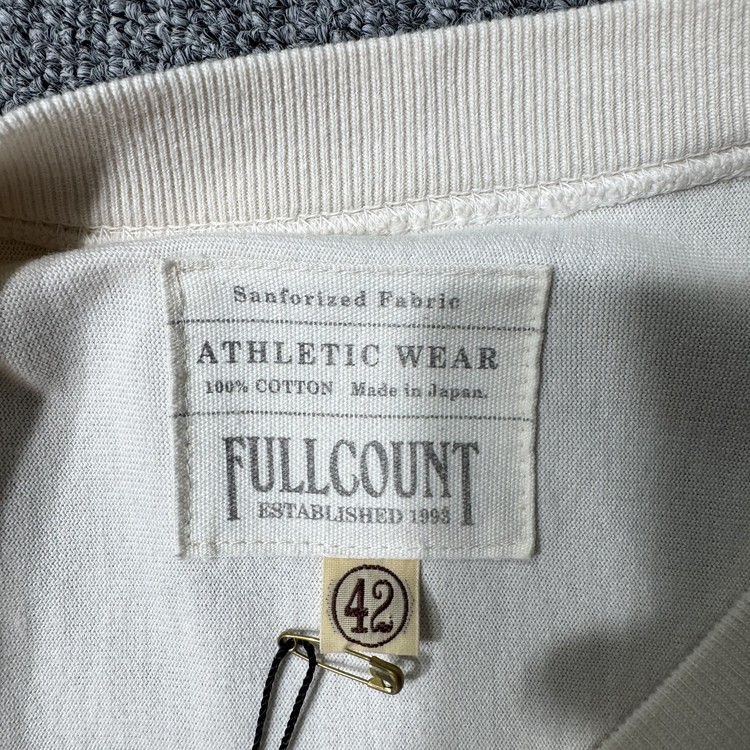 Sanforized Fabric
ATHLETIC WEAR
100% COTTON Made in Japan.
FULLCOUNT
ESTABLISHED 1993
42